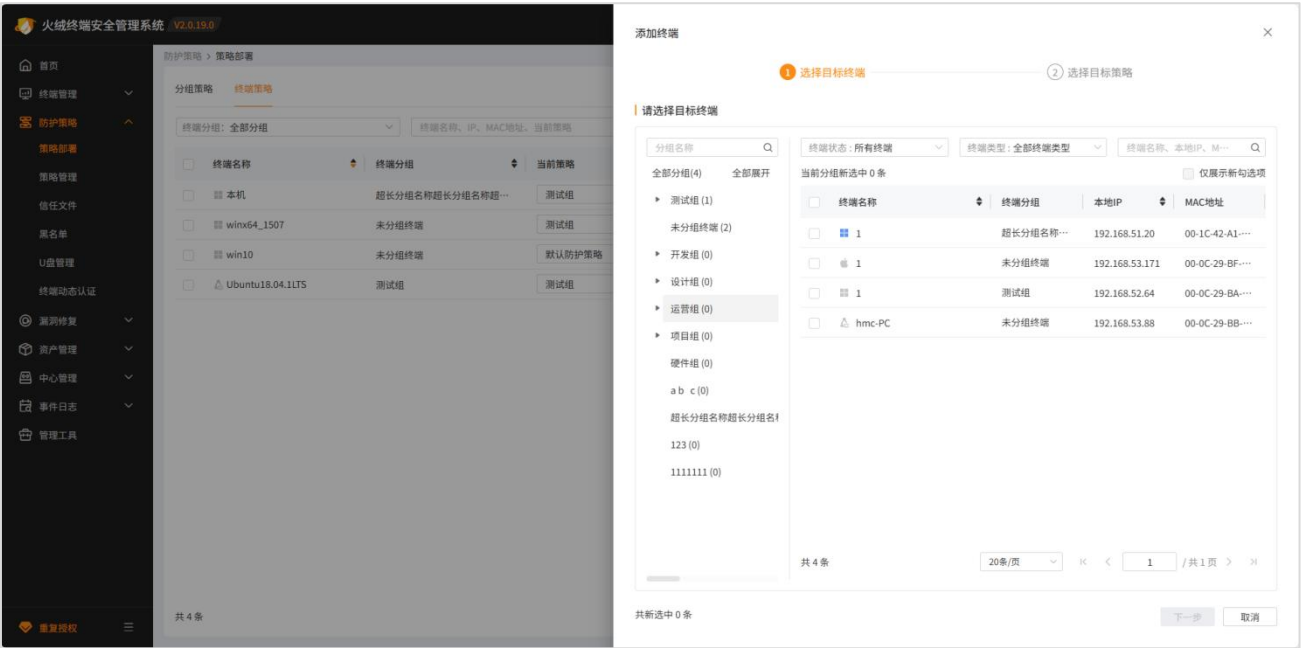 火绒终端安全管理系统 V2.0.19.0
首页
终端管理
防护策略
策略部署
策略管理
信任文件
黑名单
U盘管理
终端动态认证
漏洞修复
资产管理
中心管理
事件日志
管理工具
重复授权
防护策略 > 策略部署
分组策略 终端策略
终端分组: 全部分组 终端名称、IP、MAC地址、当前策略
终端名称 终端分组 当前策略
本机 超长分组名称超长分组名称超… 测试组
winx64_1507 未分组终端 测试组
win10 未分组终端 默认防护策略
Ubuntu18.04.1LTS 测试组 测试组
共 4 条
添加终端
1 选择目标终端 2 选择目标策略
请选择目标终端
分组名称
全部分组(4) 全部展开
测试组 (1)
未分组终端 (2)
开发组 (0)
设计组 (0)
运营组 (0)
项目组 (0)
硬件组 (0)
a b c (0)
超长分组名称超长分组名
123 (0)
1111111 (0)
终端状态 : 所有终端 终端类型 : 全部终端类型 终端名称、本地IP、M…
当前分组新选中 0 条 仅展示新勾选项
终端名称 终端分组 本地IP MAC地址
1 超长分组名称… 192.168.51.20 00-1C-42-A1-…
1 未分组终端 192.168.53.171 00-0C-29-BF-…
1 测试组 192.168.52.64 00-0C-29-BA-…
hmc-PC 未分组终端 192.168.53.88 00-0C-29-BB-…
共 4 条 20条/页 1 / 共 1 页
共新选中 0 条 下一步 取消